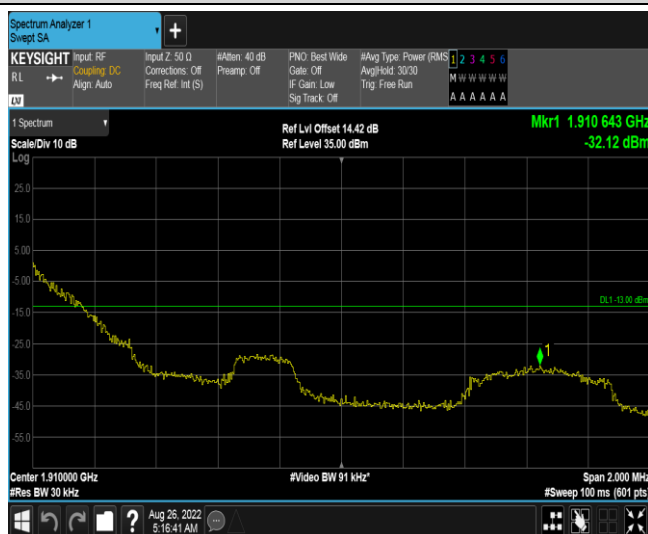 Spectrum Analyzer 1
Swept SA
+
KEYSIGHT
RL
LXI
Input: RF
Coupling: DC
Align: Auto
Input Z: 50 Ω
Corrections: Off
Freq Ref: Int (S)
#Atten: 40 dB
Preamp: Off
PNO: Best Wide
Gate: Off
IF Gain: Low
Sig Track: Off
#Avg Type: Power (RMS
Avg|Hold: 30/30
Trig: Free Run
1 2 3 4 5 6
M W W W W W
A A A A A A
1 Spectrum
Scale/Div 10 dB
Ref Lvl Offset 14.42 dB
Ref Level 35.00 dBm
Mkr1 1.910 643 GHz
-32.12 dBm
Log
25.0
15.0
5.00
-5.00
DL1 -13.00 dBm
-15.0
-25.0
1
-35.0
-45.0
-55.0
Center 1.910000 GHz
#Video BW 91 kHz*
Span 2.000 MHz
#Res BW 30 kHz
#Sweep 100 ms (601 pts)
?
Aug 26, 2022
5:16:41 AM